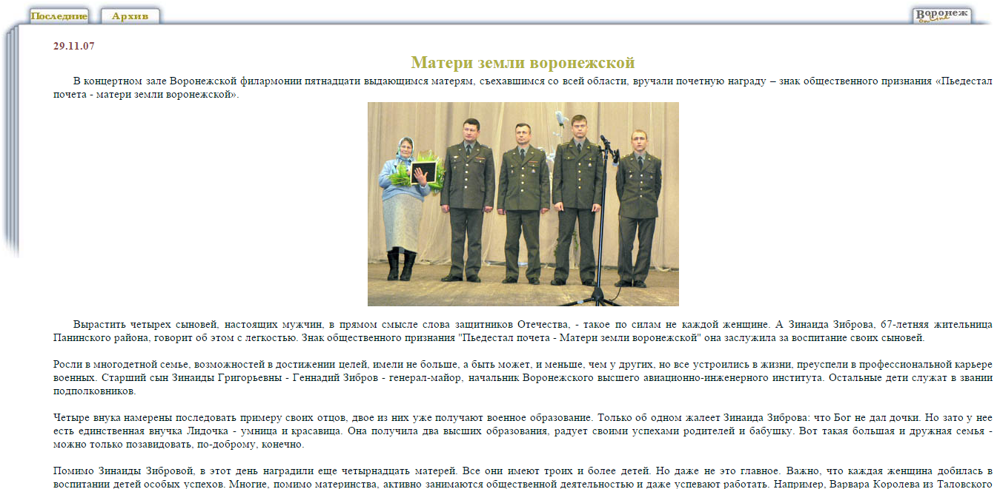 Последние
Архив
Воронеж
on Line
29.11.07
Матери земли воронежской
В концертном зале Воронежской филармонии пятнадцати выдающимся матерям, съехавшимся со всей области, вручали почетную награду – знак общественного признания «Пьедестал
почета - матери земли воронежской».
Вырастить четырех сыновей, настоящих мужчин, в прямом смысле слова защитников Отечества, - такое по силам не каждой женщине. А Зинаида Зиброва, 67-летняя жительница
Панинского района, говорит об этом с легкостью. Знак общественного признания "Пьедестал почета - Матери земли воронежской" она заслужила за воспитание своих сыновей.
Росли в многодетной семье, возможностей в достижении целей, имели не больше, а быть может, и меньше, чем у других, но все устроились в жизни, преуспели в профессиональной карьере
военных. Старший сын Зинаиды Григорьевны - Геннадий Зибров - генерал-майор, начальник Воронежского высшего авиационно-инженерного института. Остальные дети служат в звании
подполковников.
Четыре внука намерены последовать примеру своих отцов, двое из них уже получают военное образование. Только об одном жалеет Зинаида Зиброва: что Бог не дал дочки. Но зато у нее
есть единственная внучка Лидочка - умница и красавица. Она получила два высших образования, радует своими успехами родителей и бабушку. Вот такая большая и дружная семья -
можно только позавидовать, по-доброму, конечно.
Помимо Зинаиды Зибровой, в этот день наградили еще четырнадцать матерей. Все они имеют троих и более детей. Но даже не это главное. Важно, что каждая женщина добилась в
воспитании детей особых успехов. Многие, помимо материнства, активно занимаются общественной деятельностью и даже успевают работать. Например, Варвара Королева из Таловского